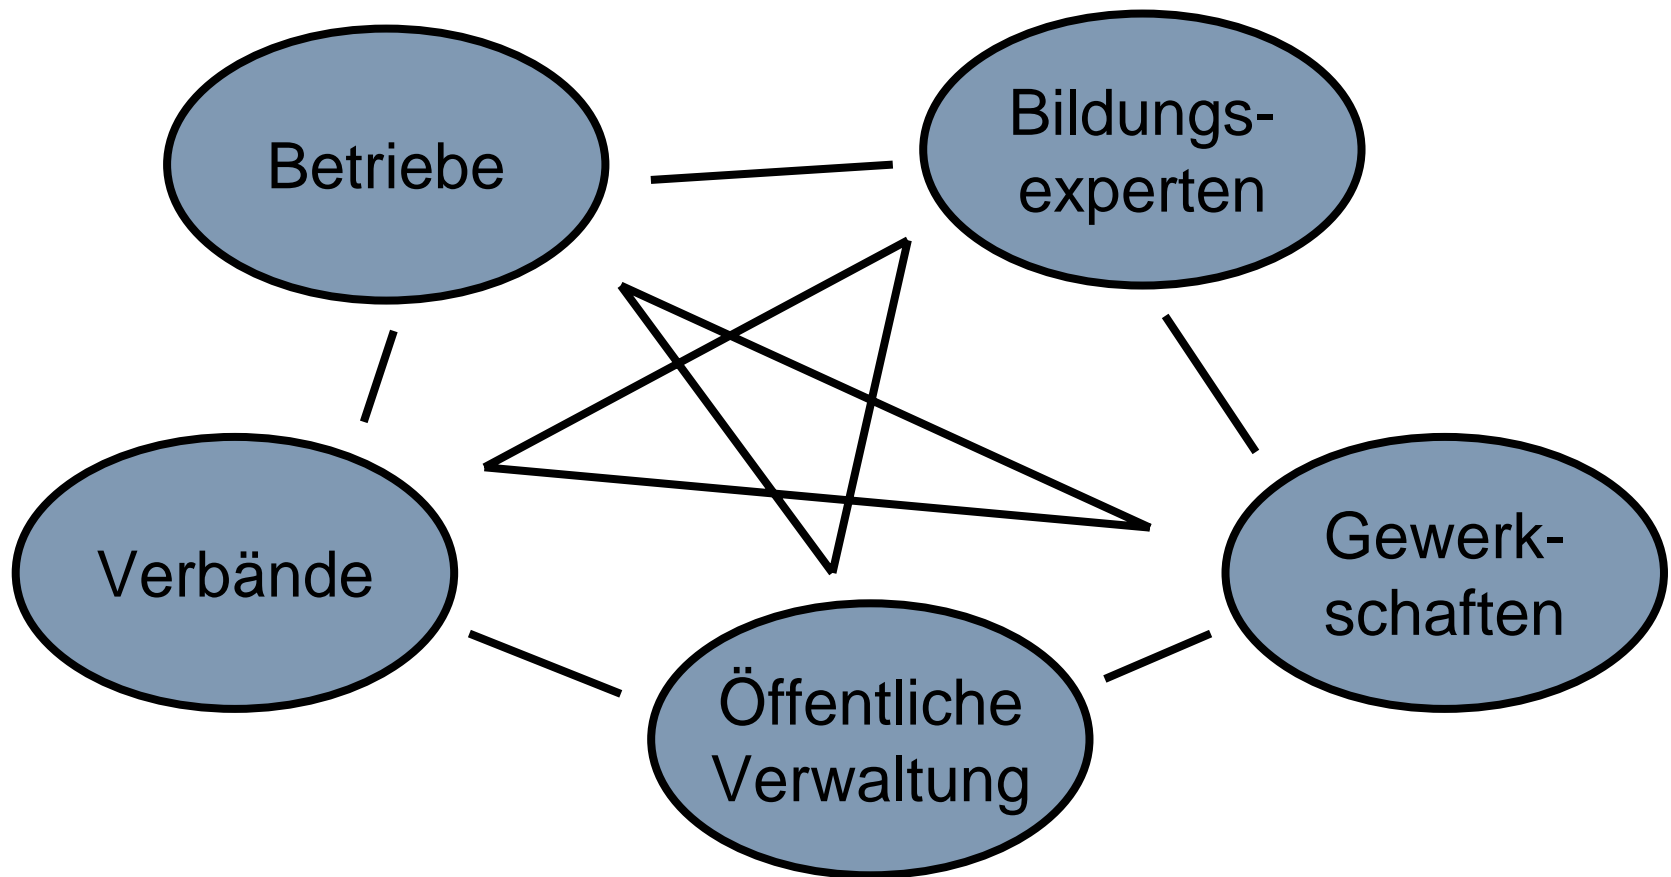 Betriebe
Bildungs-
experten
Verbände
Gewerk-
schaften
Öffentliche
Verwaltung